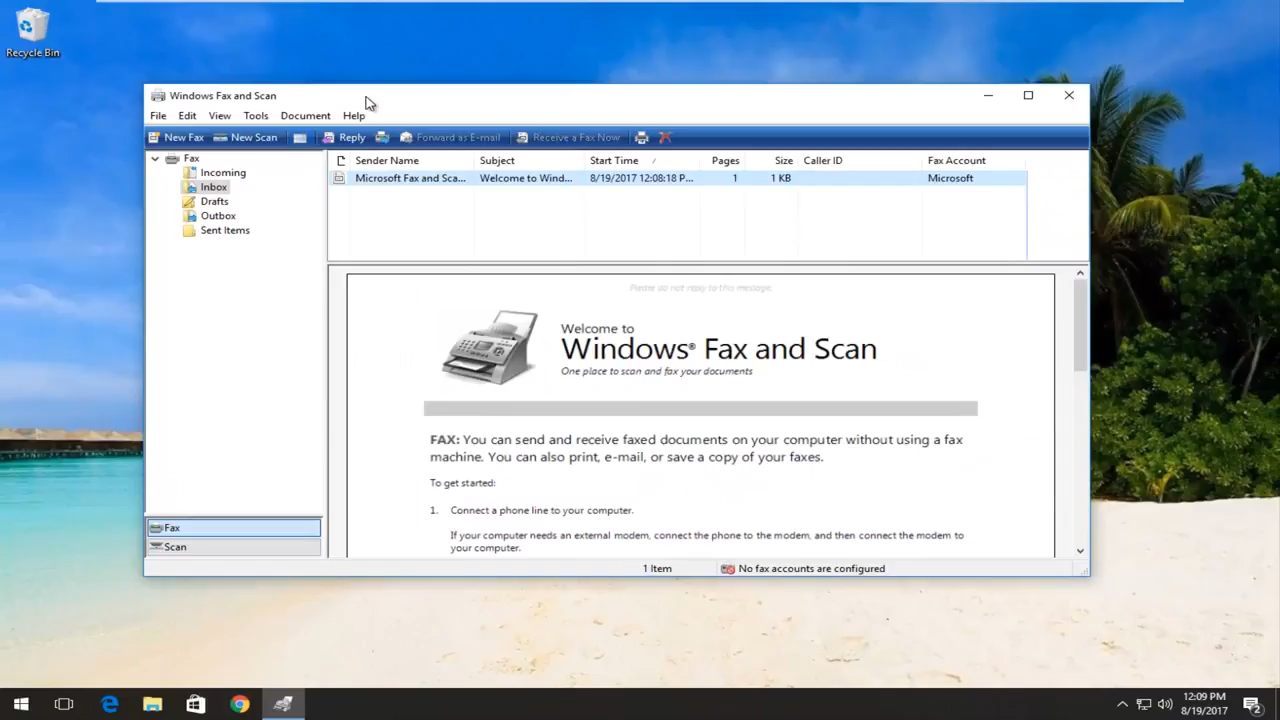 Recycle Bin
Windows Fax and Scan
File Edit View Tools Document Help
New Fax New Scan Reply Forward as E-mail Receive a Fax Now
Fax
Incoming
Inbox
Drafts
Outbox
Sent Items
Fax
Scan
Sender Name Subject Start Time Pages Size Caller ID Fax Account
Microsoft Fax and Sca... Welcome to Wind... 8/19/2017 12:08:18 P... 1 1 KB Microsoft
Please do not reply to this message.
Welcome to
Windows® Fax and Scan
One place to scan and fax your documents
FAX: You can send and receive faxed documents on your computer without using a fax
machine. You can also print, e-mail, or save a copy of your faxes.
To get started:
1. Connect a phone line to your computer.
If your computer needs an external modem, connect the phone to the modem, and then connect the modem to
your computer.
1 Item No fax accounts are configured
12:09 PM
8/19/2017
2